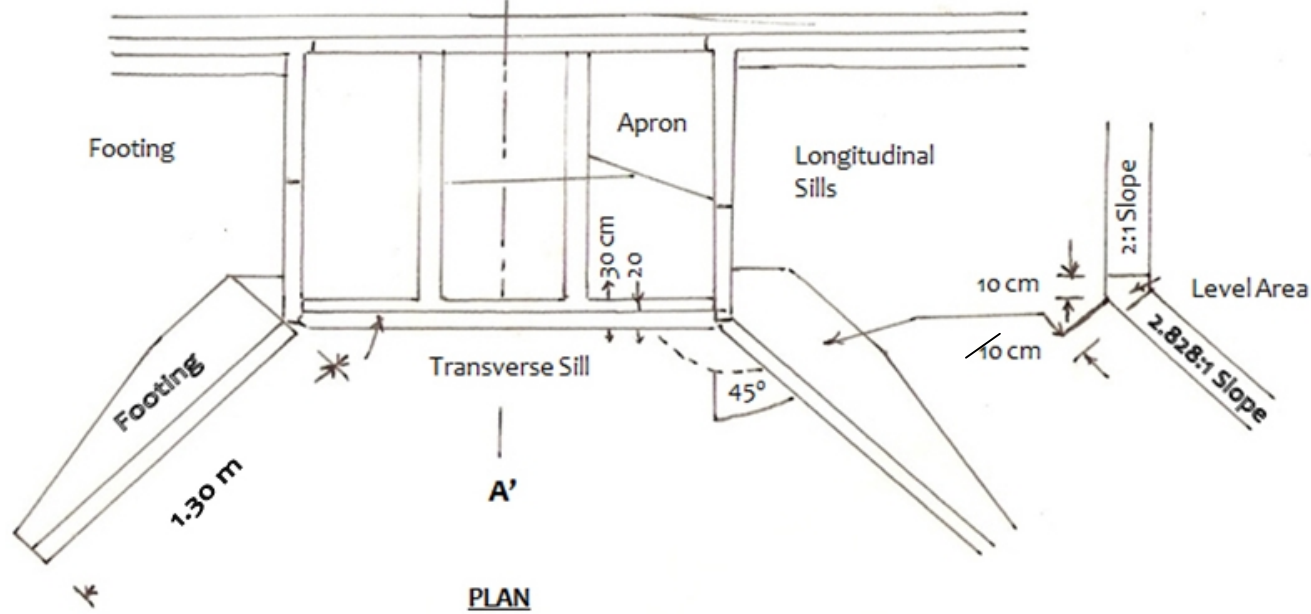 Footing
Apron
Longitudinal
Sills
2:1 Slope
30 cm
20
10 cm
Level Area
10 cm
2.828:1 Slope
Transverse Sill
45°
Footing
1.30 m
A’
PLAN